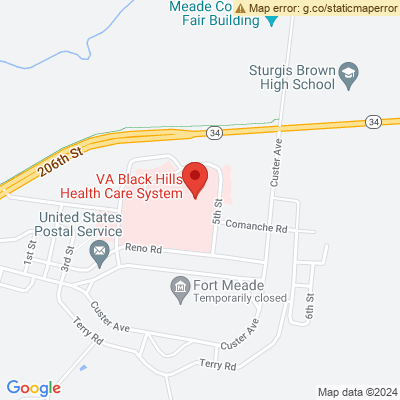 Map error: g.co/staticmaperror
Meade Co
Fair Building
Sturgis Brown
High School
34
34
206th St
Custer Ave
VA Black Hills
Health Care System
5th St
United States
Postal Service
Comanche Rd
1st St
3rd St
Reno Rd
Fort Meade
Temporarily closed
6th St
Custer Ave
Terry Rd
Custer Ave
Terry Rd
Google
Map data ©2024